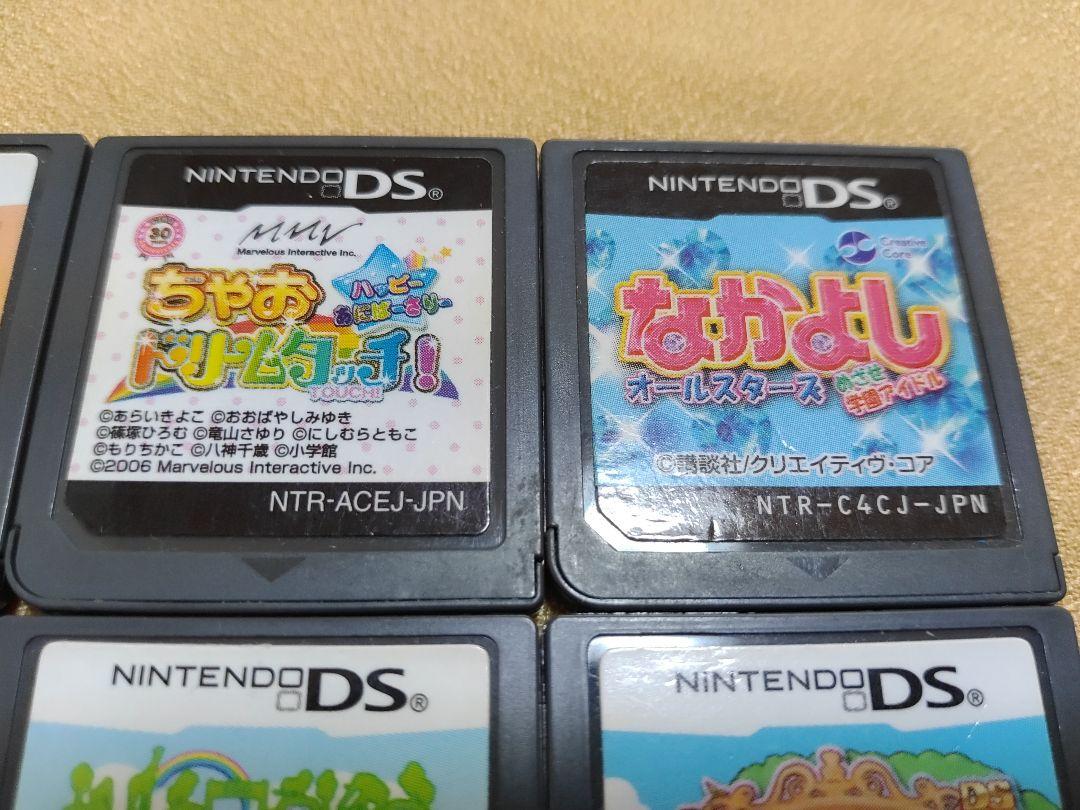 NINTENDO DS®
30
MMV
Marvelous Interactive Inc.
ちゃお
ハッピー
あにばーさりー
ドリームタッチ!
TOUCH!
©あらいきよこ ©おおばやしみゆき
©篠塚ひろむ ©竜山さゆり ©にしむらともこ
©もりちかこ ©八神千歳 ©小学館
©2006 Marvelous Interactive Inc.
NTR-ACEJ-JPN
NINTENDO DS®
Creative
Core
なかよし
オールスターズ
めざせ
学園アイドル
©講談社/クリエイティヴ・コア
NTR-C4CJ-JPN
NINTENDO DS®
NINTENDO DS®
DS